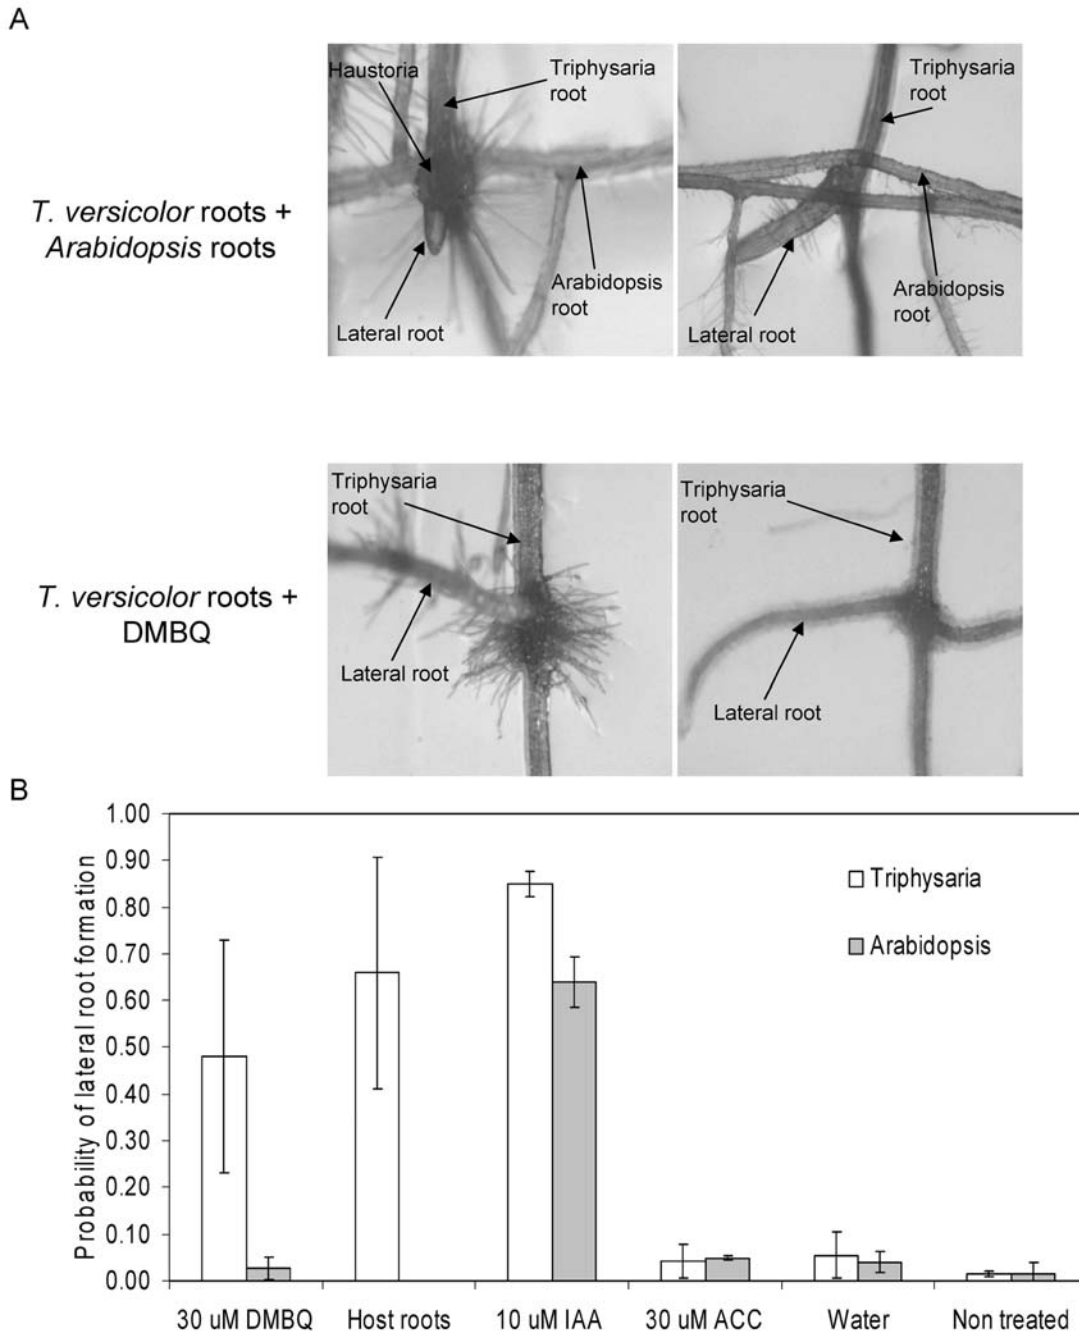 A
T. versicolor roots +
Arabidopsis roots
Haustoria
Triphysaria
root
Arabidopsis
root
Lateral root
Triphysaria
root
Arabidopsis
root
Lateral root
T. versicolor roots +
DMBQ
Triphysaria
root
Lateral root
Triphysaria
root
Lateral root
B
Probability of lateral root formation
1.00
0.90
0.80
0.70
0.60
0.50
0.40
0.30
0.20
0.10
0.00
Triphysaria
Arabidopsis
30 uM DMBQ Host roots 10 uM IAA 30 uM ACC Water Non treated